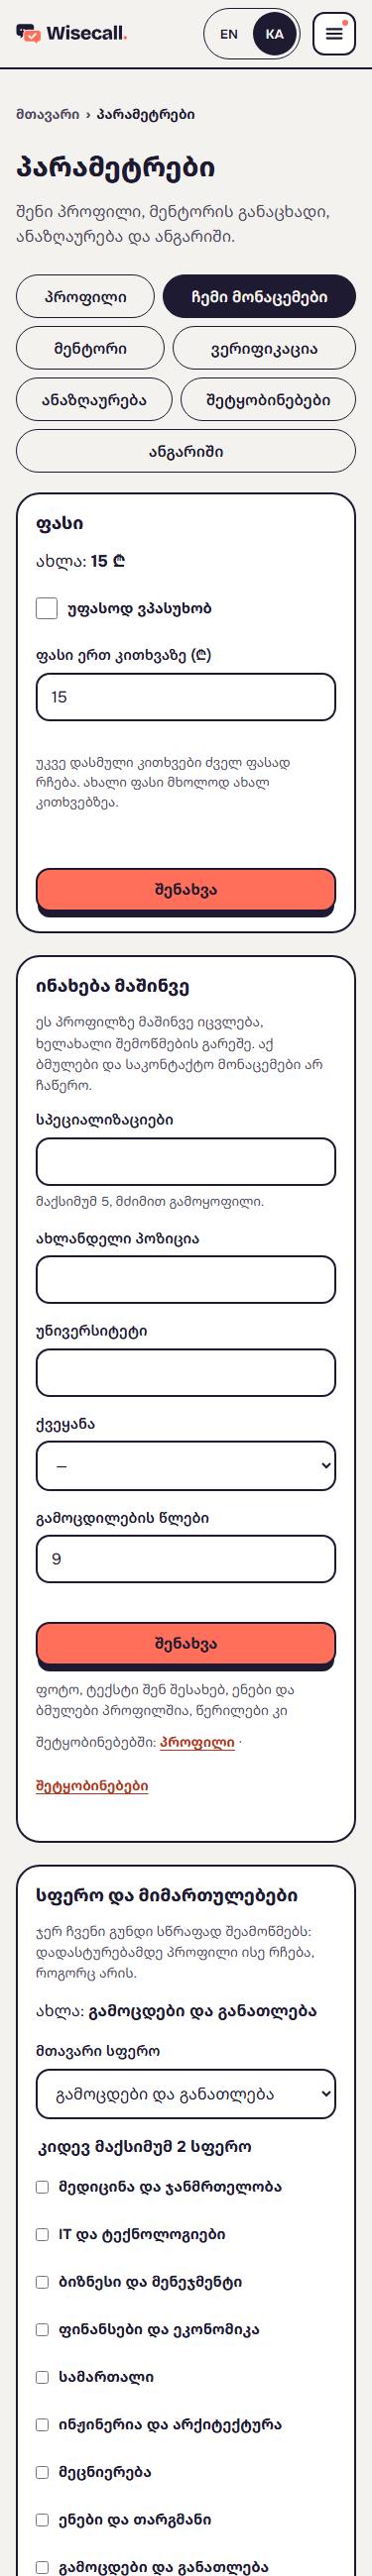 Wisecall.
EN
KA
მთავარი › პარამეტრები
პარამეტრები
შენი პროფილი, მენტორის განაცხადი,
ანაზღაურება და ანგარიში.
პროფილი
ჩემი მონაცემები
მენტორი
ვერიფიკაცია
ანაზღაურება
შეტყობინებები
ანგარიში
ფასი
ახლა: 15 ₾
უფასოდ ვპასუხობ
ფასი ერთ კითხვაზე (₾)
15
უკვე დასმული კითხვები ძველ ფასად
რჩება. ახალი ფასი მხოლოდ ახალ
კითხვებზეა.
შენახვა
ინახება მაშინვე
ეს პროფილზე მაშინვე იცვლება,
ხელახალი შემოწმების გარეშე. აქ
ბმულები და საკონტაქტო მონაცემები არ
ჩაწერო.
სპეციალიზაციები
მაქსიმუმ 5, მძიმით გამოყოფილი.
ახლანდელი პოზიცია
უნივერსიტეტი
ქვეყანა
—
გამოცდილების წლები
9
შენახვა
ფოტო, ტექსტი შენ შესახებ, ენები და
ბმულები პროფილშია, წერილები კი
შეტყობინებებში: პროფილი ·
შეტყობინებები
სფერო და მიმართულებები
ჯერ ჩვენი გუნდი სწრაფად შეამოწმებს:
დადასტურებამდე პროფილი ისე რჩება,
როგორც არის.
ახლა: გამოცდები და განათლება
მთავარი სფერო
გამოცდები და განათლება
კიდევ მაქსიმუმ 2 სფერო
მედიცინა და ჯანმრთელობა
IT და ტექნოლოგიები
ბიზნესი და მენეჯმენტი
ფინანსები და ეკონომიკა
სამართალი
ინჟინერია და არქიტექტურა
მეცნიერება
ენები და თარგმანი
გამოცდები და განათლება